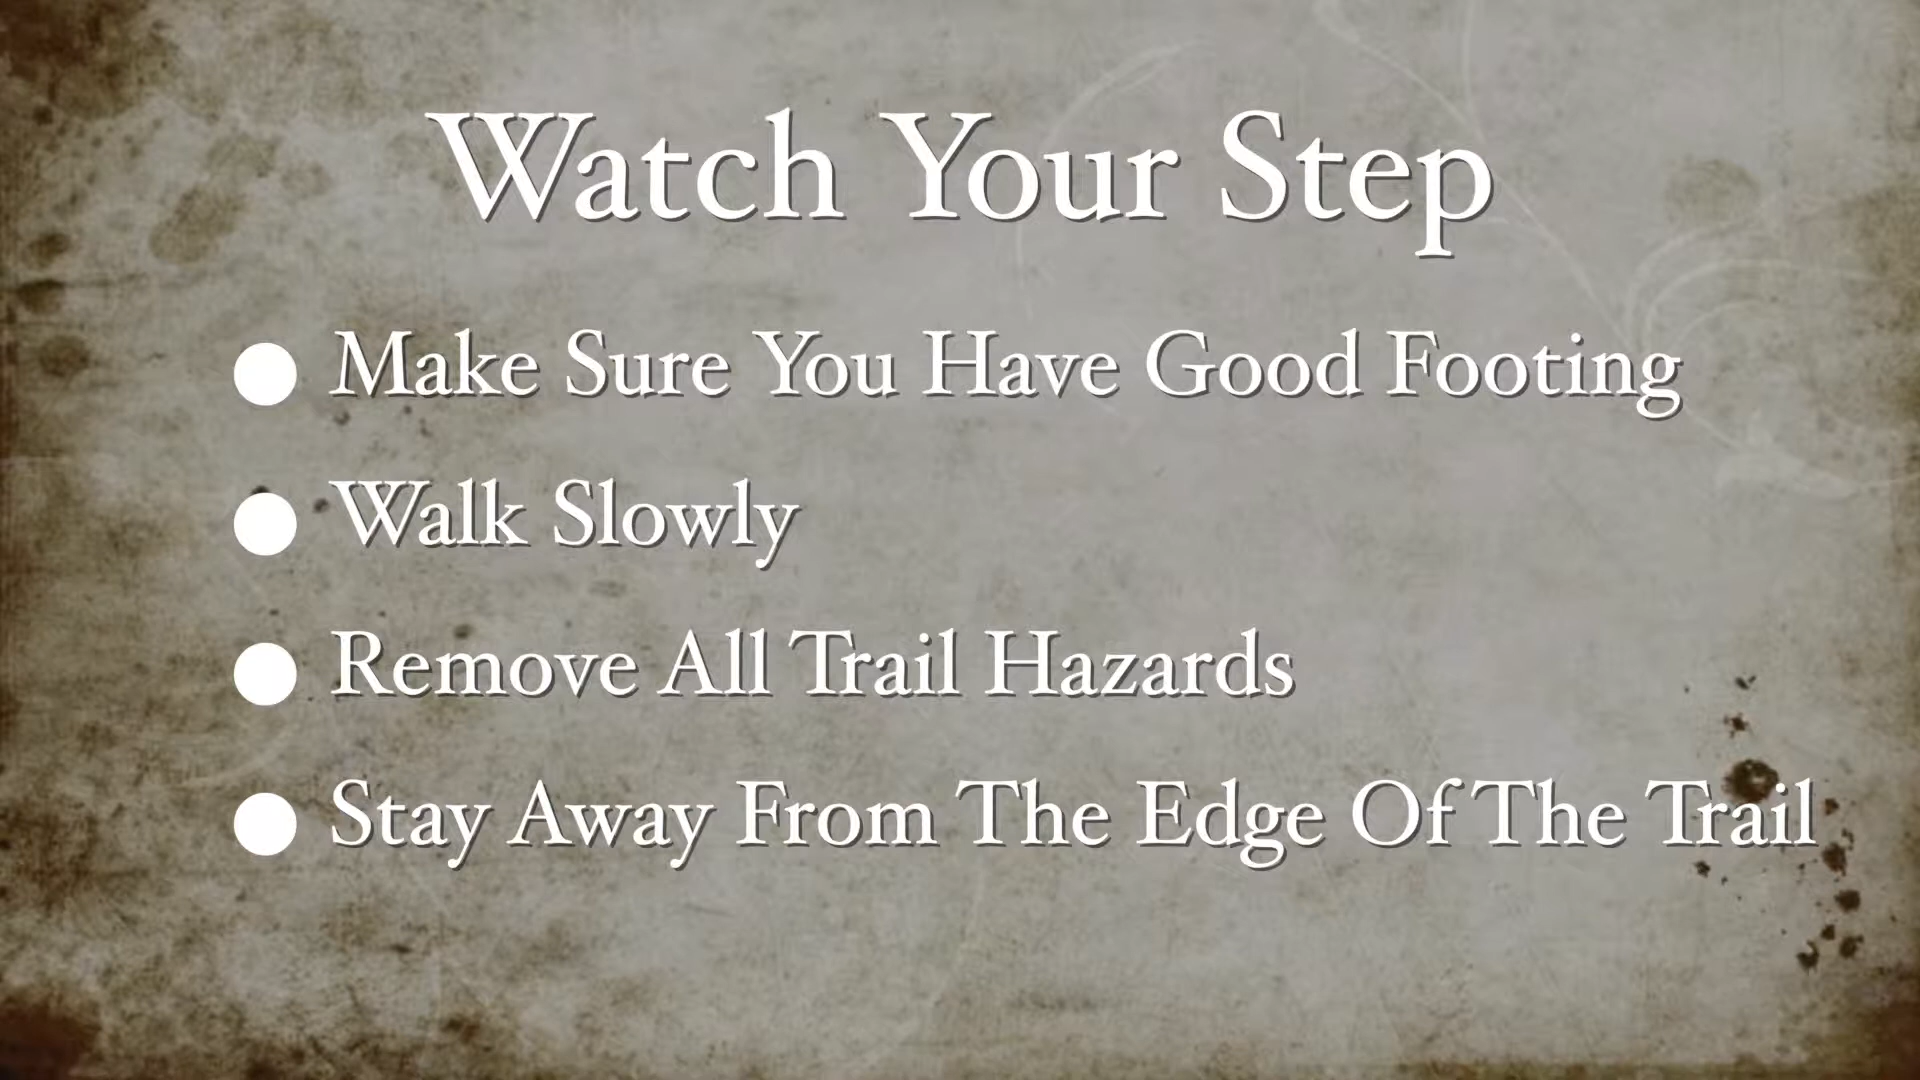 Watch Your Step
● Make Sure You Have Good Footing
● Walk Slowly
● Remove All Trail Hazards
● Stay Away From The Edge Of The Trail